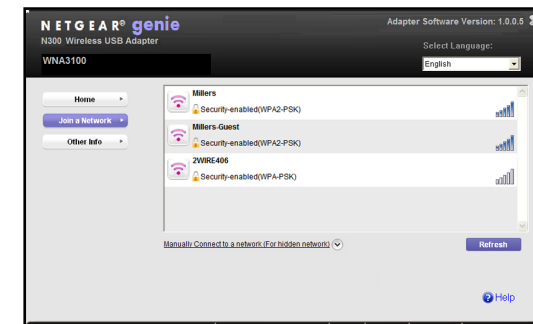 NETGEAR® genie
Adapter Software Version: 1.0.0.5
N300 Wireless USB Adapter
Select Language:
WNA3100
English
Home
Join a Network
Other Info
Millers
Security-enabled(WPA2-PSK)
Millers-Guest
Security-enabled(WPA2-PSK)
2WIRE406
Security-enabled(WPA-PSK)
Manually Connect to a network (For hidden network)
Refresh
Help